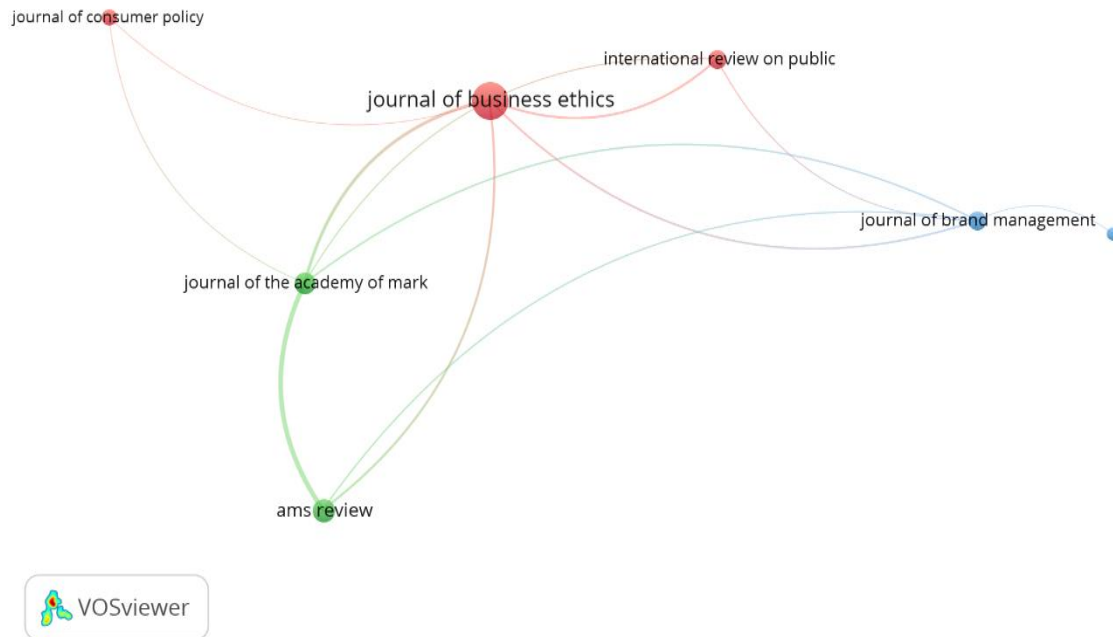 journal of consumer policy
international review on public
journal of business ethics
journal of brand management
journal of the academy of mark
ams review
VOSviewer